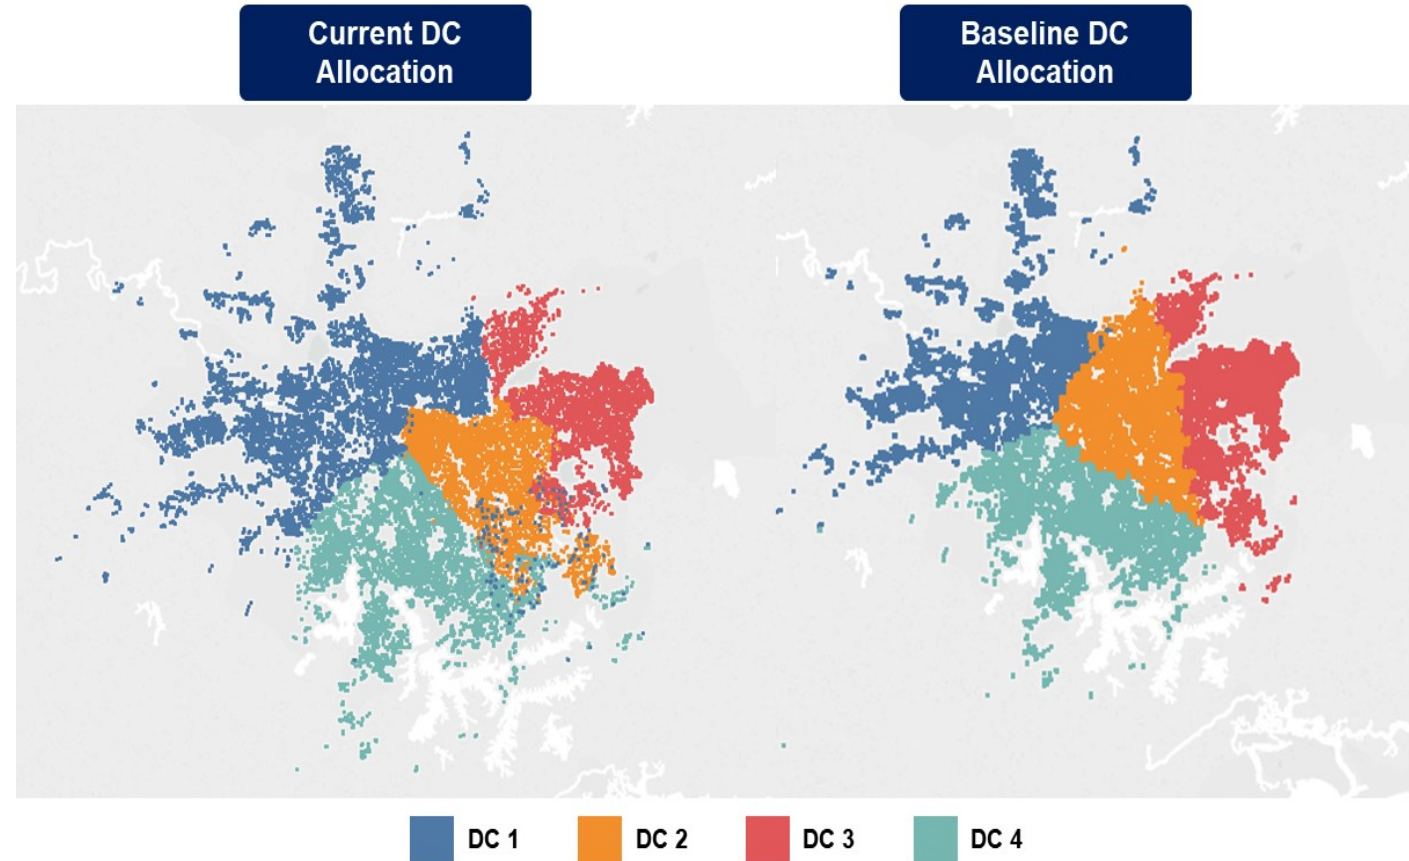 Current DC
Allocation
Baseline DC
Allocation
DC 1
DC 2
DC 3
DC 4